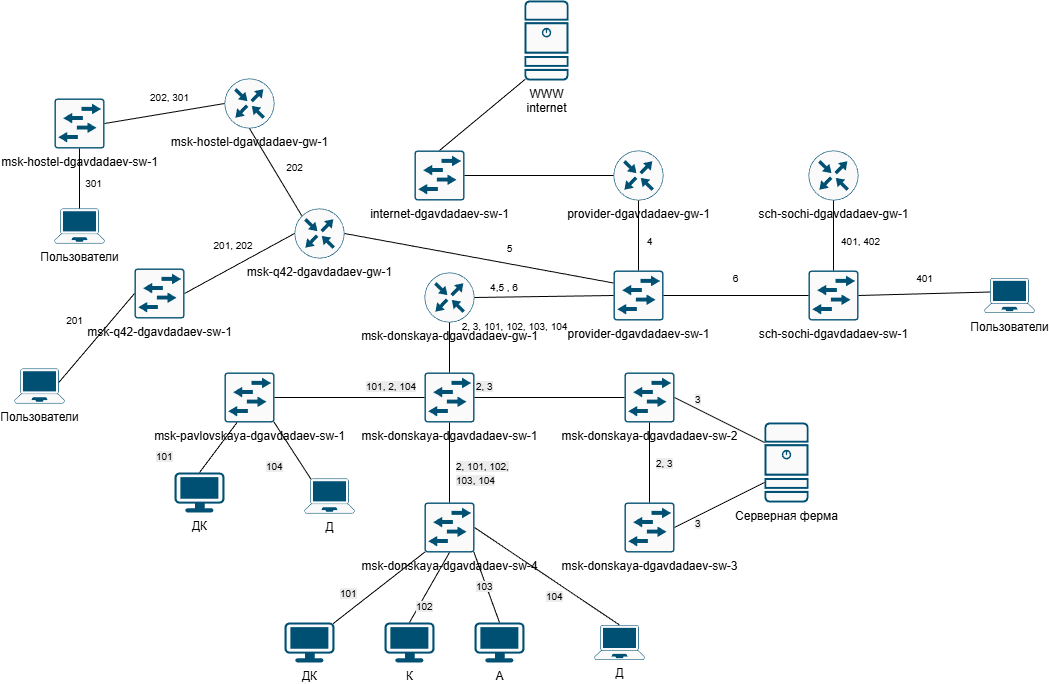 WWW
internet
202, 301
msk-hostel-dgavdadaev-gw-1
msk-hostel-dgavdadaev-sw-1
202
301
internet-dgavdadaev-sw-1
provider-dgavdadaev-gw-1
sch-sochi-dgavdadaev-gw-1
Пользователи
201, 202
5
4
401, 402
msk-q42-dgavdadaev-gw-1
6
401
4,5 , 6
201
msk-q42-dgavdadaev-sw-1
2, 3, 101, 102, 103, 104
msk-donskaya-dgavdadaev-gw-1
provider-dgavdadaev-sw-1
sch-sochi-dgavdadaev-sw-1
Пользователи
Пользователи
101, 2, 104
2, 3
3
msk-pavlovskaya-dgavdadaev-sw-1
msk-donskaya-dgavdadaev-sw-1
msk-donskaya-dgavdadaev-sw-2
101
104
2, 101, 102,
103, 104
2, 3
ДК
Д
Серверная ферма
3
msk-donskaya-dgavdadaev-sw-4
msk-donskaya-dgavdadaev-sw-3
101
102
103
104
ДК
К
А
Д